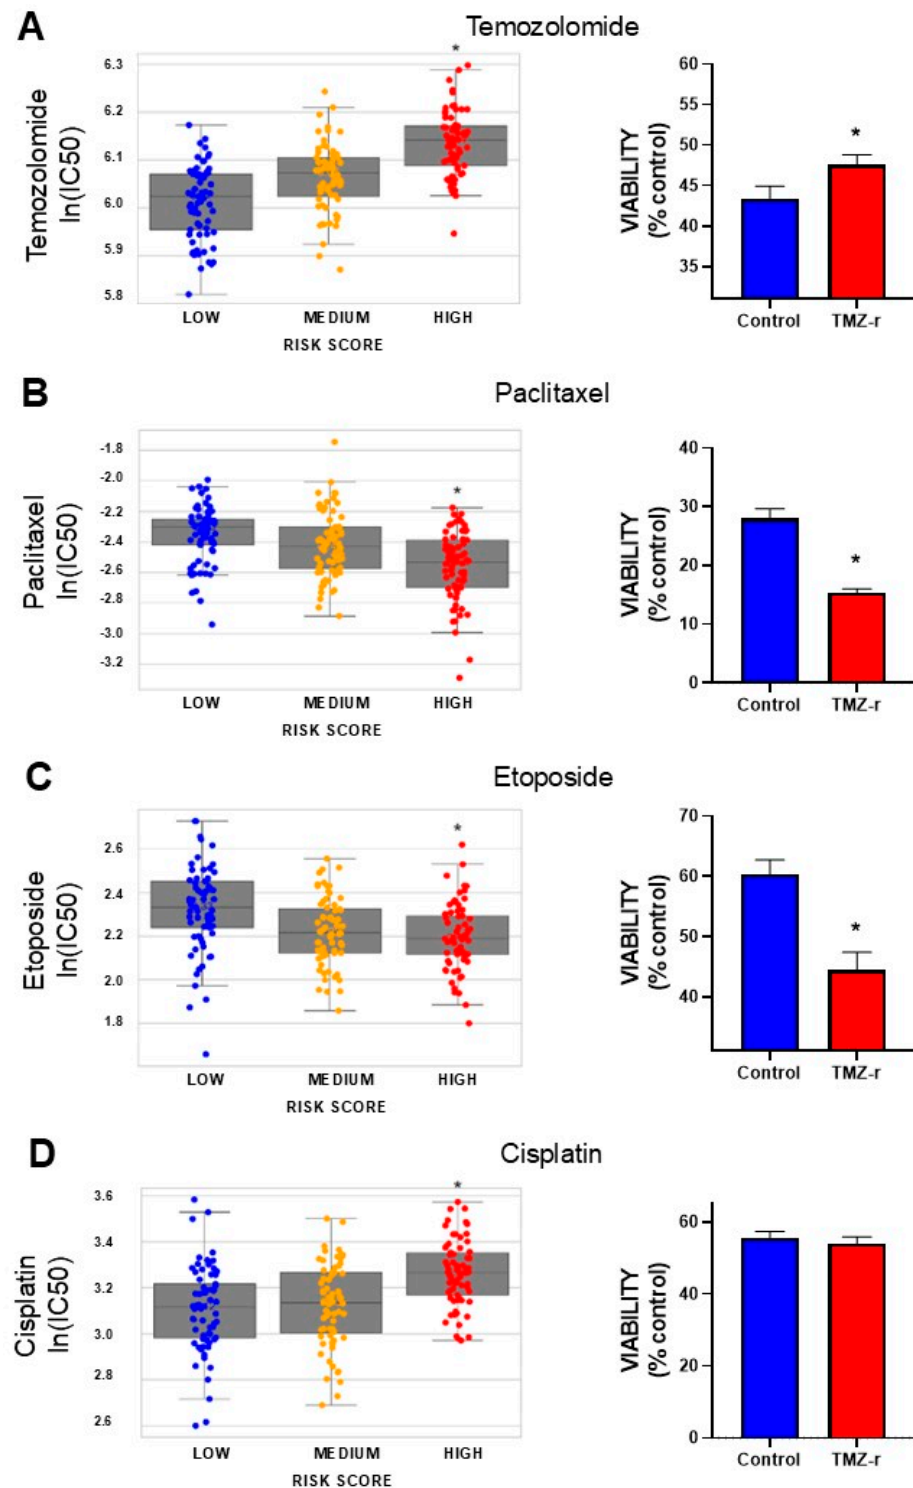 A
Temozolomide
Temozolomide
ln(IC50)
6.3
6.2
6.1
6.0
5.9
5.8
*
LOW MEDIUM HIGH
RISK SCORE
VIABILITY
(% control)
60
55
50
45
40
35
*
Control TMZ-r
B
Paclitaxel
Paclitaxel
ln(IC50)
-1.8
-2.0
-2.2
-2.4
-2.6
-2.8
-3.0
-3.2
*
LOW MEDIUM HIGH
RISK SCORE
VIABILITY
(% control)
40
30
20
10
0
*
Control TMZ-r
C
Etoposide
Etoposide
ln(IC50)
2.6
2.4
2.2
2.0
1.8
*
LOW MEDIUM HIGH
RISK SCORE
VIABILITY
(% control)
70
60
50
40
*
Control TMZ-r
D
Cisplatin
Cisplatin
ln(IC50)
3.6
3.4
3.2
3.0
2.8
2.6
*
LOW MEDIUM HIGH
RISK SCORE
VIABILITY
(% control)
60
40
20
0
Control TMZ-r